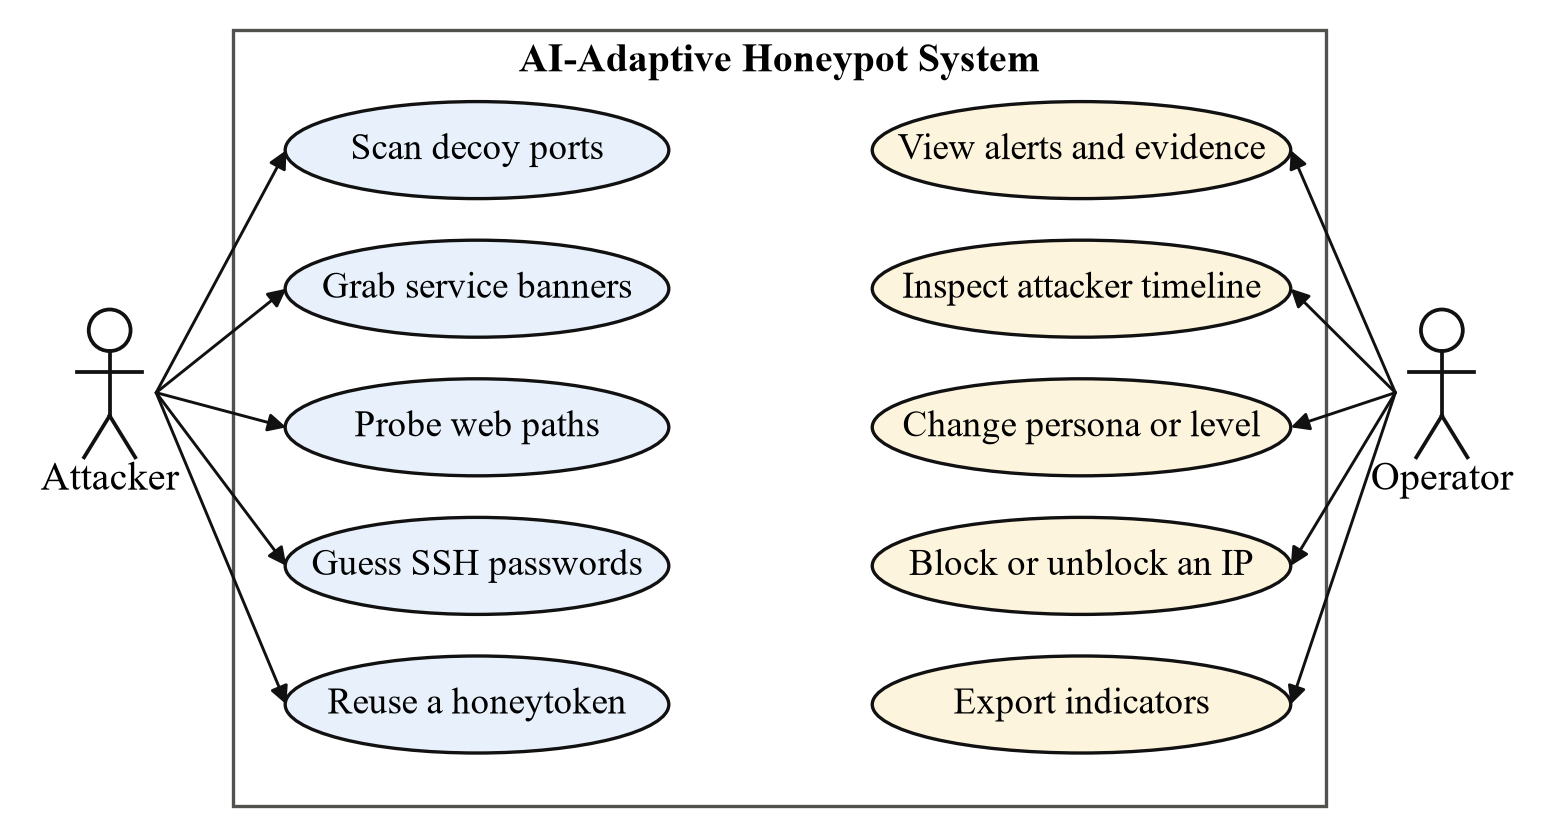 AI-Adaptive Honeypot System
Scan decoy ports
Grab service banners
Probe web paths
Guess SSH passwords
Reuse a honeytoken
View alerts and evidence
Inspect attacker timeline
Change persona or level
Block or unblock an IP
Export indicators
Attacker
Operator